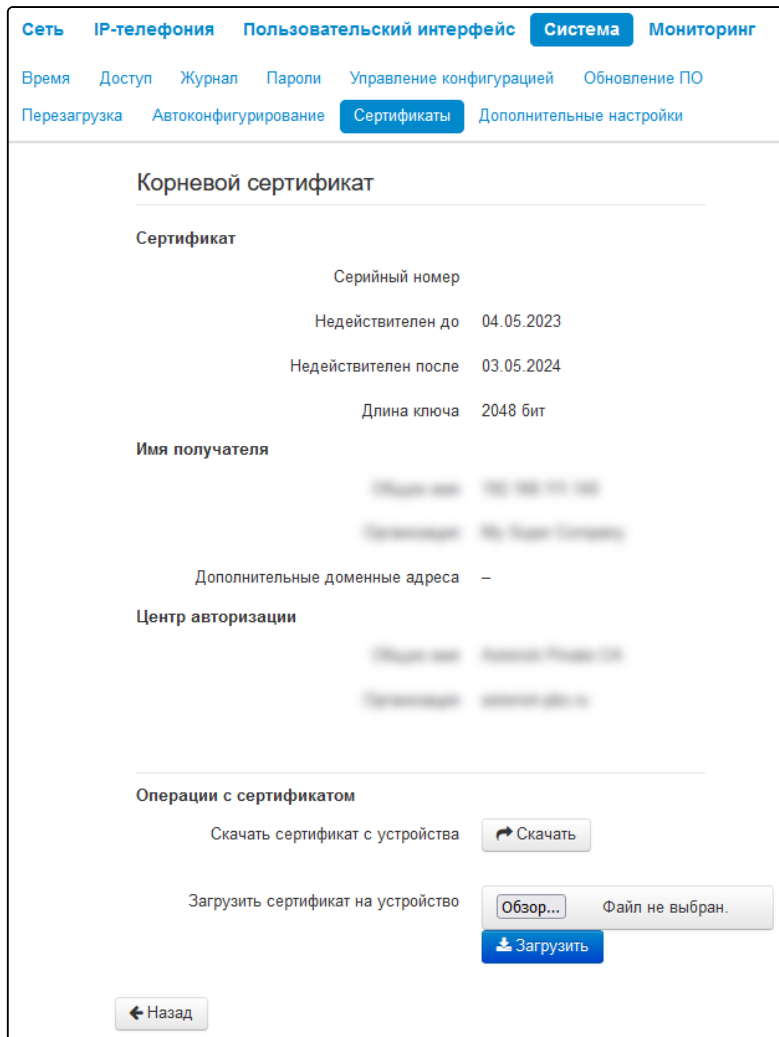 Сеть IP-телефония Пользовательский интерфейс Система Мониторинг
Время Доступ Журнал Пароли Управление конфигурацией Обновление ПО
Перезагрузка Автоконфигурирование Сертификаты Дополнительные настройки
Корневой сертификат
Сертификат
Серийный номер
Недействителен до 04.05.2023
Недействителен после 03.05.2024
Длина ключа 2048 бит
Имя получателя
Дополнительные доменные адреса –
Центр авторизации
Операции с сертификатом
Скачать сертификат с устройства Скачать
Загрузить сертификат на устройство Обзор... Файл не выбран.
Загрузить
Назад